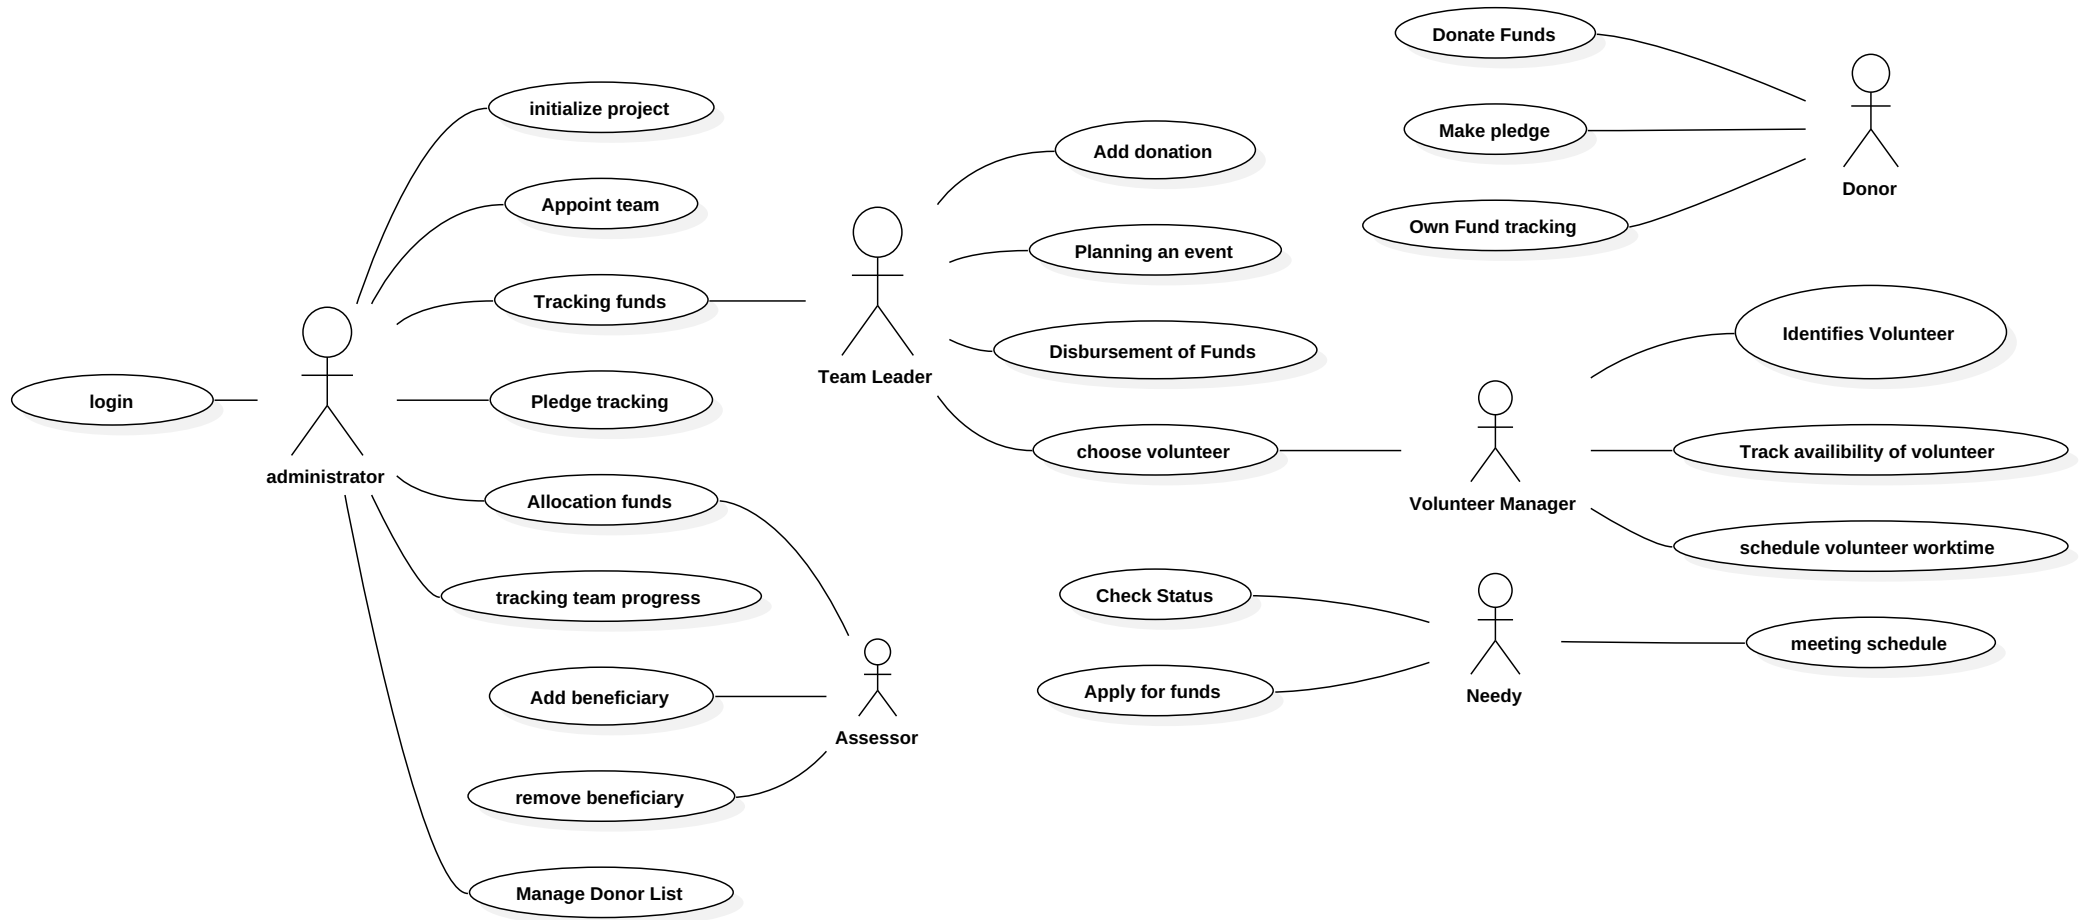 Donate Funds
initialize project
Make pledge
Add donation
Donor
Appoint team
Own Fund tracking
Planning an event
Tracking funds
Identifies Volunteer
Disbursement of Funds
Team Leader
login
Pledge tracking
choose volunteer
Track availibility of volunteer
administrator
Allocation funds
Volunteer Manager
schedule volunteer worktime
Check Status
tracking team progress
meeting schedule
Apply for funds
Needy
Add beneficiary
Assessor
remove beneficiary
Manage Donor List